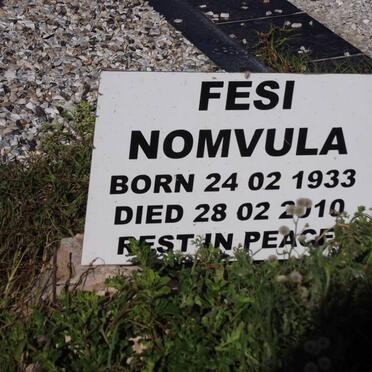 FESI
NOMVULA
BORN 24 02 1933
DIED 28 02 2010
REST IN PEACE